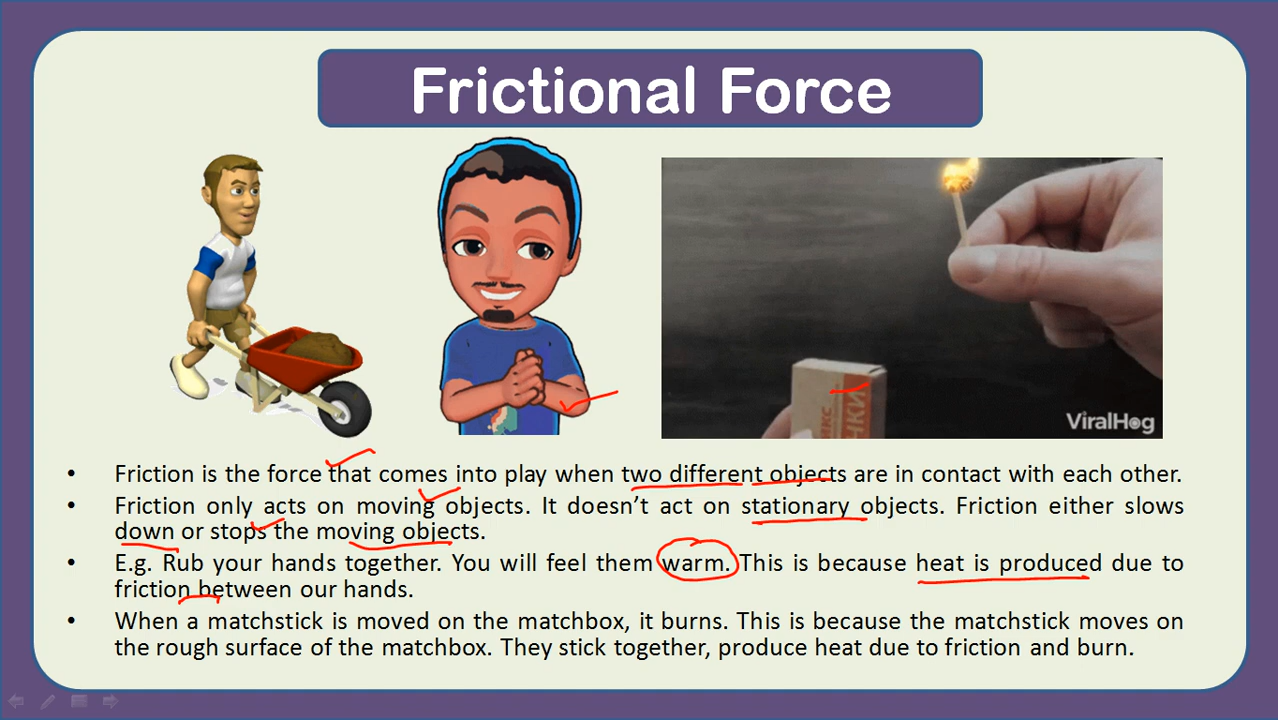 Frictional Force
ВКС
ЧКИ
ViralHog
• Friction is the force that comes into play when two different objects are in contact with each other.
• Friction only acts on moving objects. It doesn’t act on stationary objects. Friction either slows
down or stops the moving objects.
• E.g. Rub your hands together. You will feel them warm. This is because heat is produced due to
friction between our hands.
• When a matchstick is moved on the matchbox, it burns. This is because the matchstick moves on
the rough surface of the matchbox. They stick together, produce heat due to friction and burn.